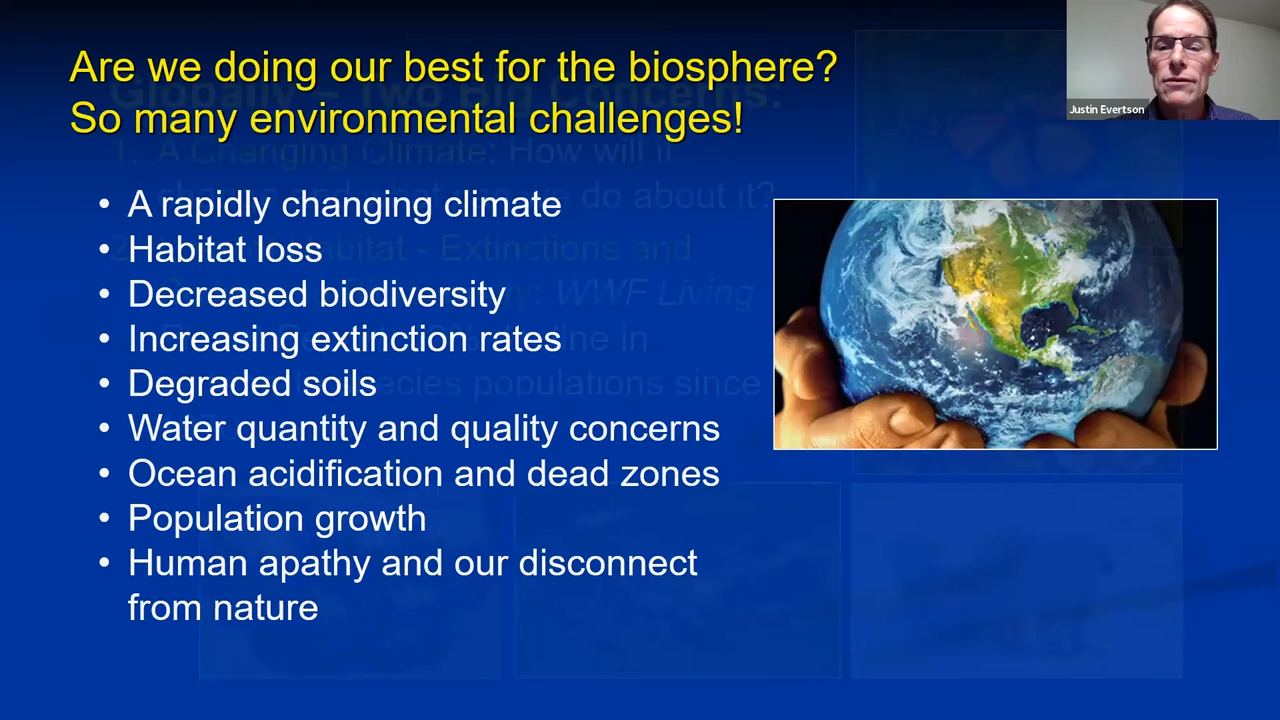 Are we doing our best for the biosphere?
So many environmental challenges!
Justin Evertson
• A rapidly changing climate
• Habitat loss
• Decreased biodiversity
• Increasing extinction rates
• Degraded soils
• Water quantity and quality concerns
• Ocean acidification and dead zones
• Population growth
• Human apathy and our disconnect
from nature